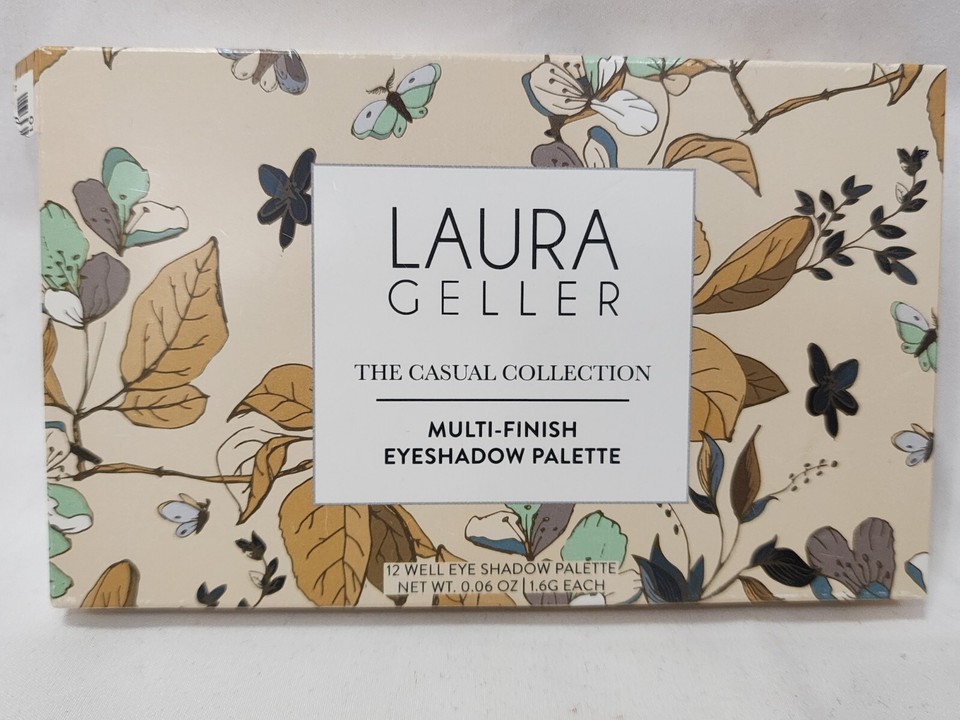 LAURA
GELLER
THE CASUAL COLLECTION
MULTI-FINISH
EYESHADOW PALETTE
12 WELL EYE SHADOW PALETTE
NET WT. 0.06 OZ | 1.6G EACH